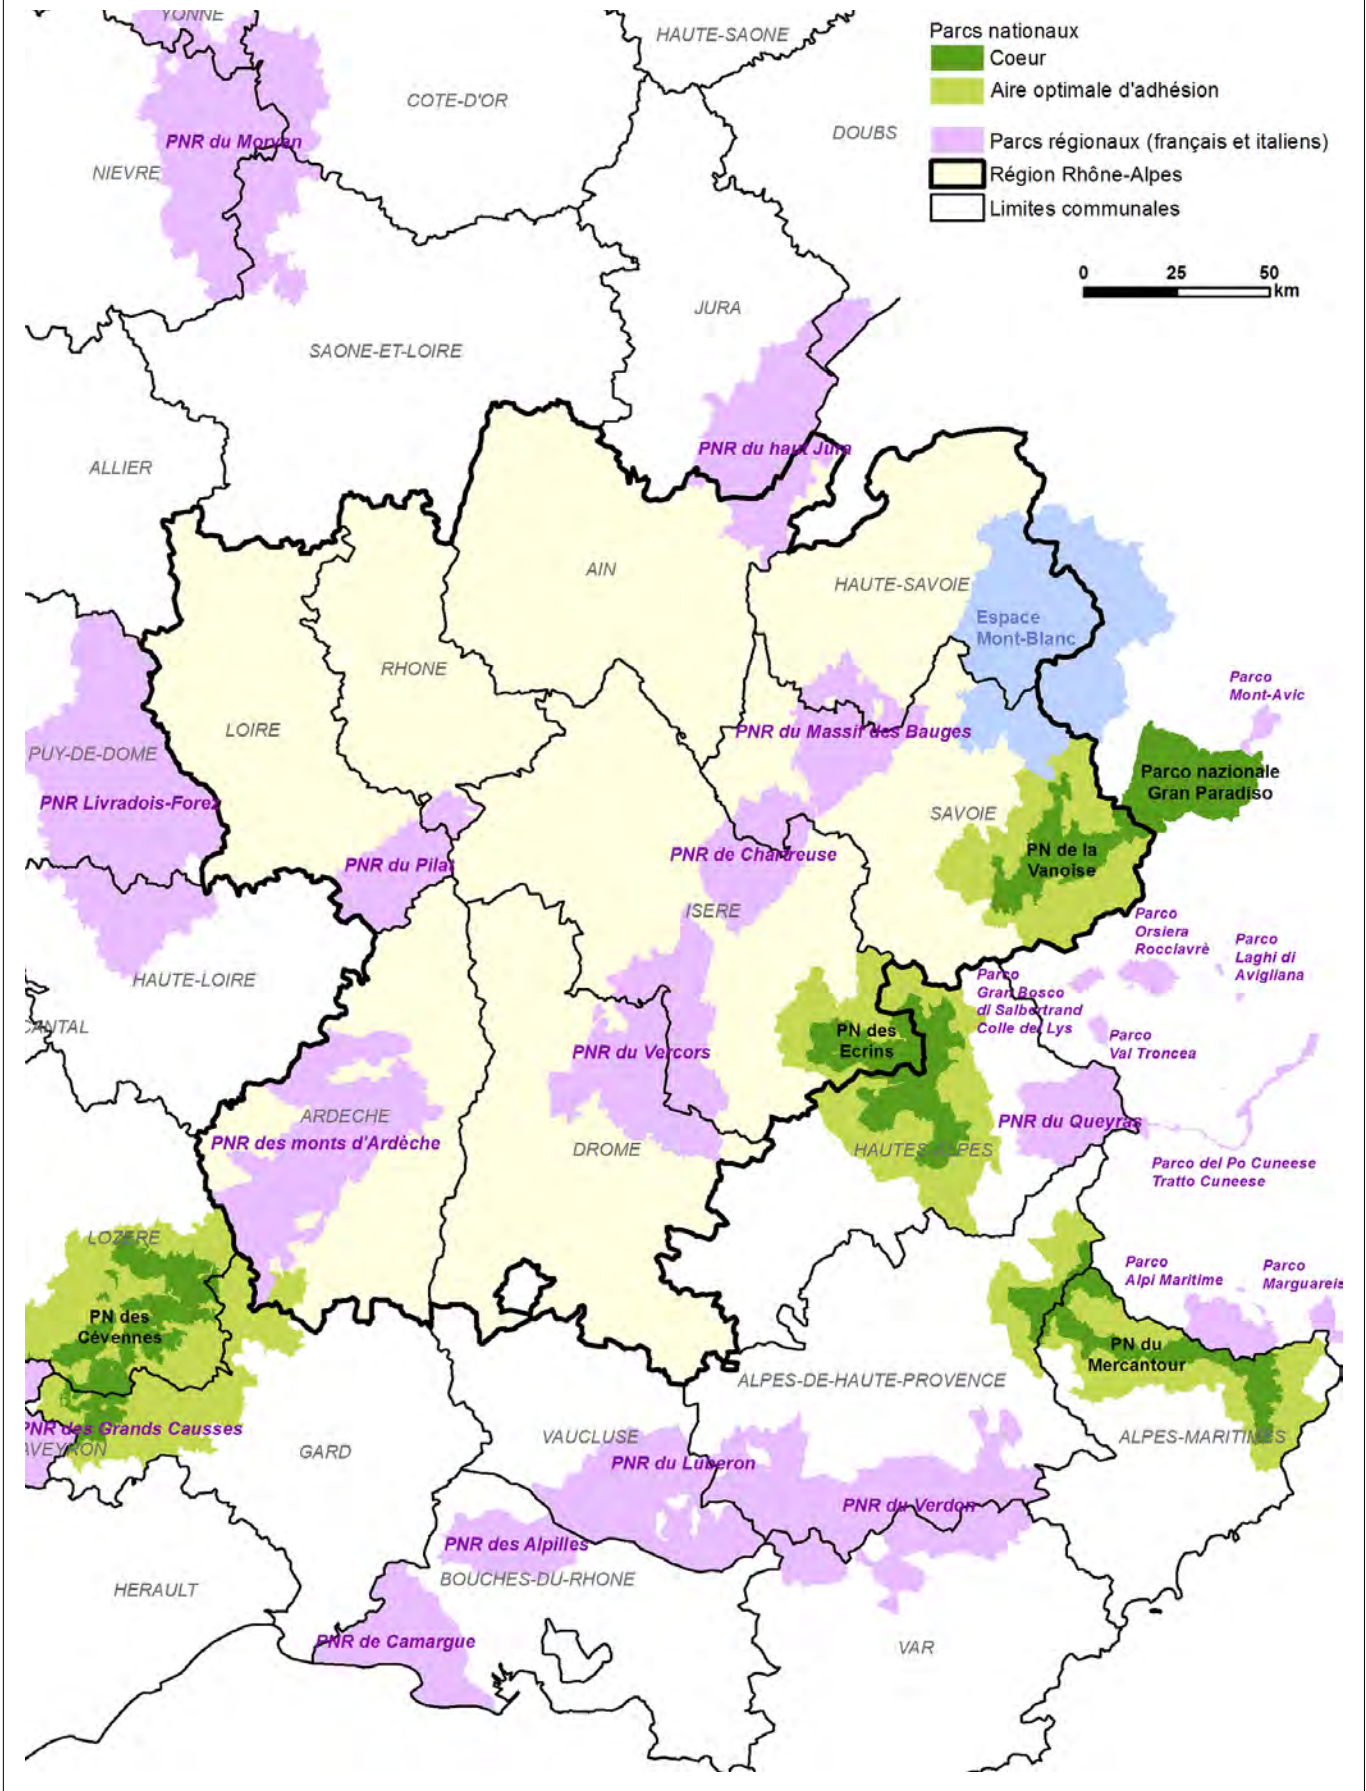 YONNE
HAUTE-SAONE
Parcs nationaux
Coeur
Aire optimale d'adhésion
COTE-D'OR
DOUBS
PNR du Morvan
Parcs régionaux (français et italiens)
NIEVRE
Région Rhône-Alpes
Limites communales
0 25 50
km
JURA
SAONE-ET-LOIRE
PNR du haut Jura
ALLIER
AIN
HAUTE-SAVOIE
Espace
Mont-Blanc
RHONE
Parco
Mont-Avic
LOIRE
PNR du Massif des Bauges
PUY-DE-DOME
Parco nazionale
Gran Paradiso
PNR Livradois-Forez
SAVOIE
PN de la
Vanoise
PNR du Pilat
PNR de Chartreuse
ISERE
Parco
Orsiera
Rocciavrè
Parco
Laghi di
Avigliana
HAUTE-LOIRE
Parco
Gran Bosco
di Salbertrand
Colle del Lys
CANTAL
PN des
Ecrins
Parco
Val Troncea
PNR du Vercors
ARDECHE
PNR des monts d'Ardèche
PNR du Queyras
DROME
HAUTES-ALPES
Parco del Po Cuneese
Tratto Cuneese
LOZERE
Parco
Alpi Maritime
Parco
Marguareis
PN des
Cévennes
PN du
Mercantour
ALPES-DE-HAUTE-PROVENCE
PNR des Grands Causses
AVEYRON
GARD
VAUCLUSE
ALPES-MARITIMES
PNR du Luberon
PNR du Verdon
PNR des Alpilles
BOUCHES-DU-RHONE
HERAULT
PNR de Camargue
VAR